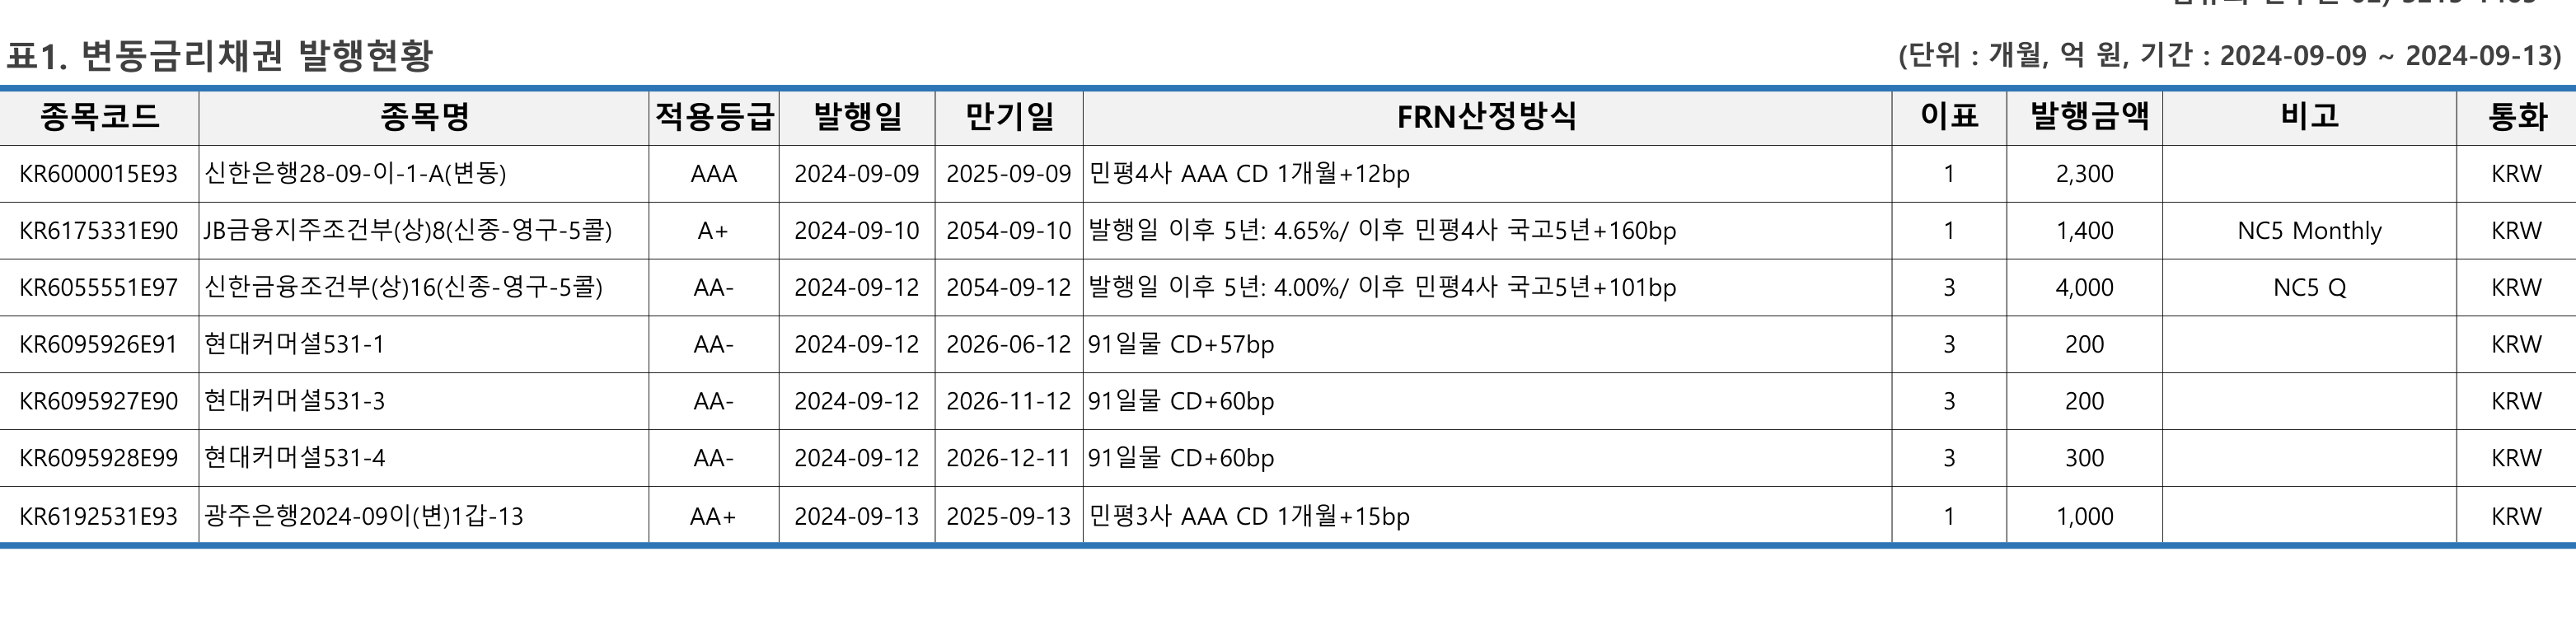 표1. 변동금리채권 발행현황 (단위 : 개월, 억 원, 기간 : 2024-09-09 ~ 2024-09-13)
종목코드 종목명 적용등급 발행일 만기일 FRN산정방식 이표 발행금액 비고 통화
KR6000015E93 신한은행28-09-이-1-A(변동) AAA 2024-09-09 2025-09-09 민평4사 AAA CD 1개월+12bp 1 2,300 KRW
KR6175331E90 JB금융지주조건부(상)8(신종-영구-5콜) A+ 2024-09-10 2054-09-10 발행일 이후 5년: 4.65%/ 이후 민평4사 국고5년+160bp 1 1,400 NC5 Monthly KRW
KR6055551E97 신한금융조건부(상)16(신종-영구-5콜) AA- 2024-09-12 2054-09-12 발행일 이후 5년: 4.00%/ 이후 민평4사 국고5년+101bp 3 4,000 NC5 Q KRW
KR6095926E91 현대커머셜531-1 AA- 2024-09-12 2026-06-12 91일물 CD+57bp 3 200 KRW
KR6095927E90 현대커머셜531-3 AA- 2024-09-12 2026-11-12 91일물 CD+60bp 3 200 KRW
KR6095928E99 현대커머셜531-4 AA- 2024-09-12 2026-12-11 91일물 CD+60bp 3 300 KRW
KR6192531E93 광주은행2024-09이(변)1갑-13 AA+ 2024-09-13 2025-09-13 민평3사 AAA CD 1개월+15bp 1 1,000 KRW